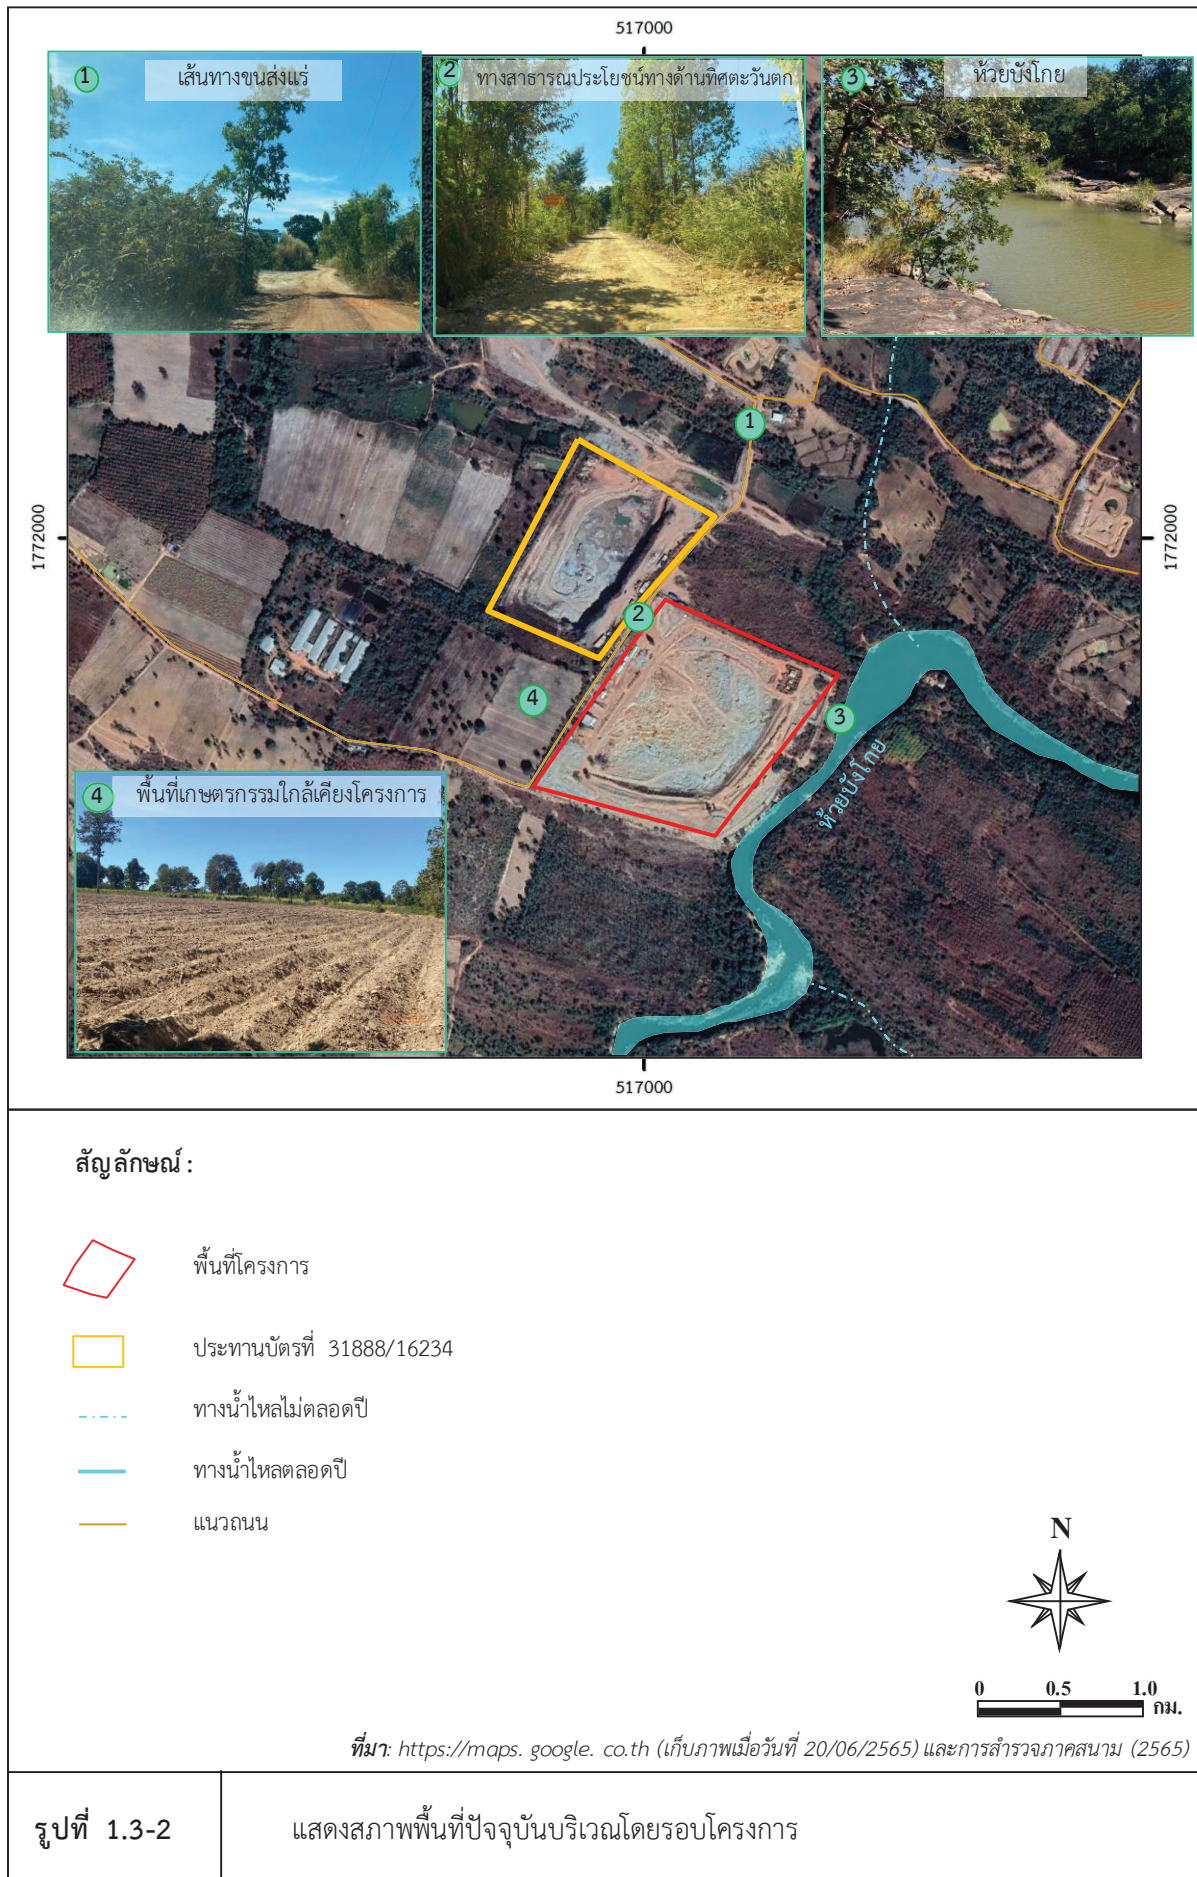 517000
1 เส้นทางขนส่งแร่
2 ทางสาธารณประโยชน์ทางด้านทิศตะวันตก
3 ห้วยบังโกย
1
1772000
1772000
2
4
3
ห้วยบังโกย
4 พื้นที่เกษตรกรรมใกล้เคียงโครงการ
517000
สัญลักษณ์ :
พื้นที่โครงการ
ประทานบัตรที่ 31888/16234
ทางน้ำไหลไม่ตลอดปี
ทางน้ำไหลตลอดปี
แนวถนน
N
0 0.5 1.0
กม.
ที่มา: https://maps. google. co.th (เก็บภาพเมื่อวันที่ 20/06/2565) และการสำรวจภาคสนาม (2565)
รูปที่ 1.3-2
แสดงสภาพพื้นที่ปัจจุบันบริเวณโดยรอบโครงการ